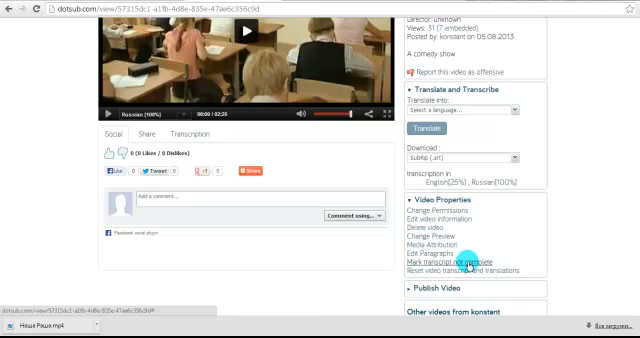 dotsub.com/view/57315dc1-a1fb-4d8e-835e-47ec6c356c9d
Director: unknown
Views: 31 (7 embedded)
Posted by: konstant on 05.08.2013
A comedy show
Report this video as offensive
Translate and Transcribe
Translate into:
Select a language...
Translate
Download:
SubRip (.srt)
transcription in
English[25%] , Russian[100%]
Video Properties
Change Permissions
Edit video information
Delete video
Change Preview
Media Attribution
Edit Paragraphs
Mark transcript not complete
Reset video transcript and translations
Publish Video
Other videos from konstant
Russian [100%]
00:00 / 02:26
Social
Share
Transcription
0 (0 Likes / 0 Dislikes)
Like 0
Tweet 0
+1 0
Share
Add a comment...
Comment using...
Facebook social plugin
dotsub.com/view/57315dc1-a1fb-4d8e-835e-47ec6c356c9d#
Наша Раша.mp4
Все загрузки...